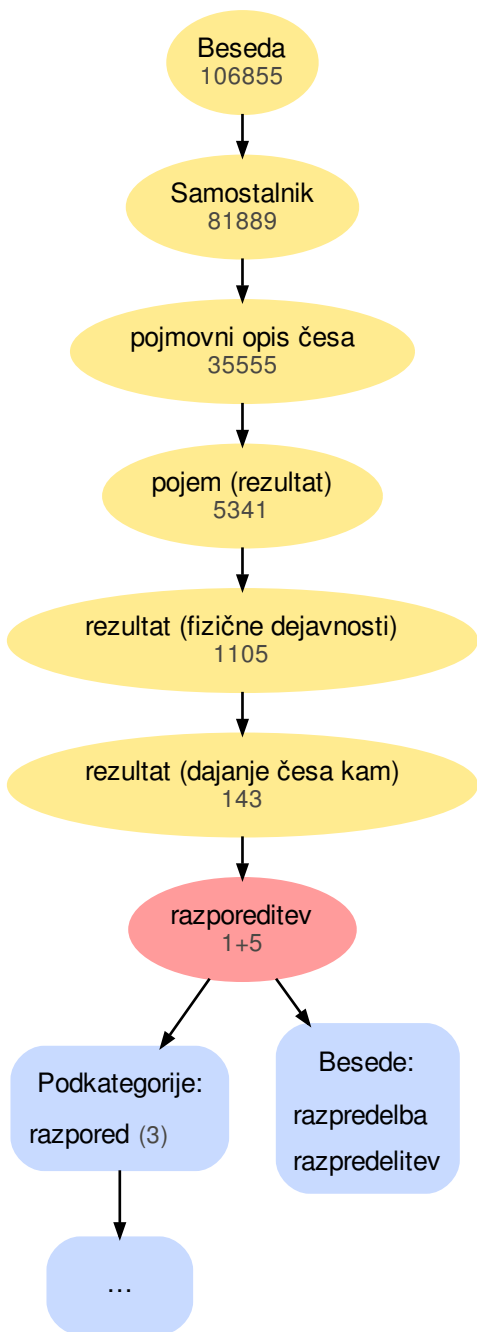 Beseda
106855
Samostalnik
81889
pojmovni opis česa
35555
pojem (rezultat)
5341
rezultat (fizične dejavnosti)
1105
rezultat (dajanje česa kam)
143
razporeditev
1+5
Podkategorije:
razpored (3)
Besede:
razpredelba
razpredelitev
...